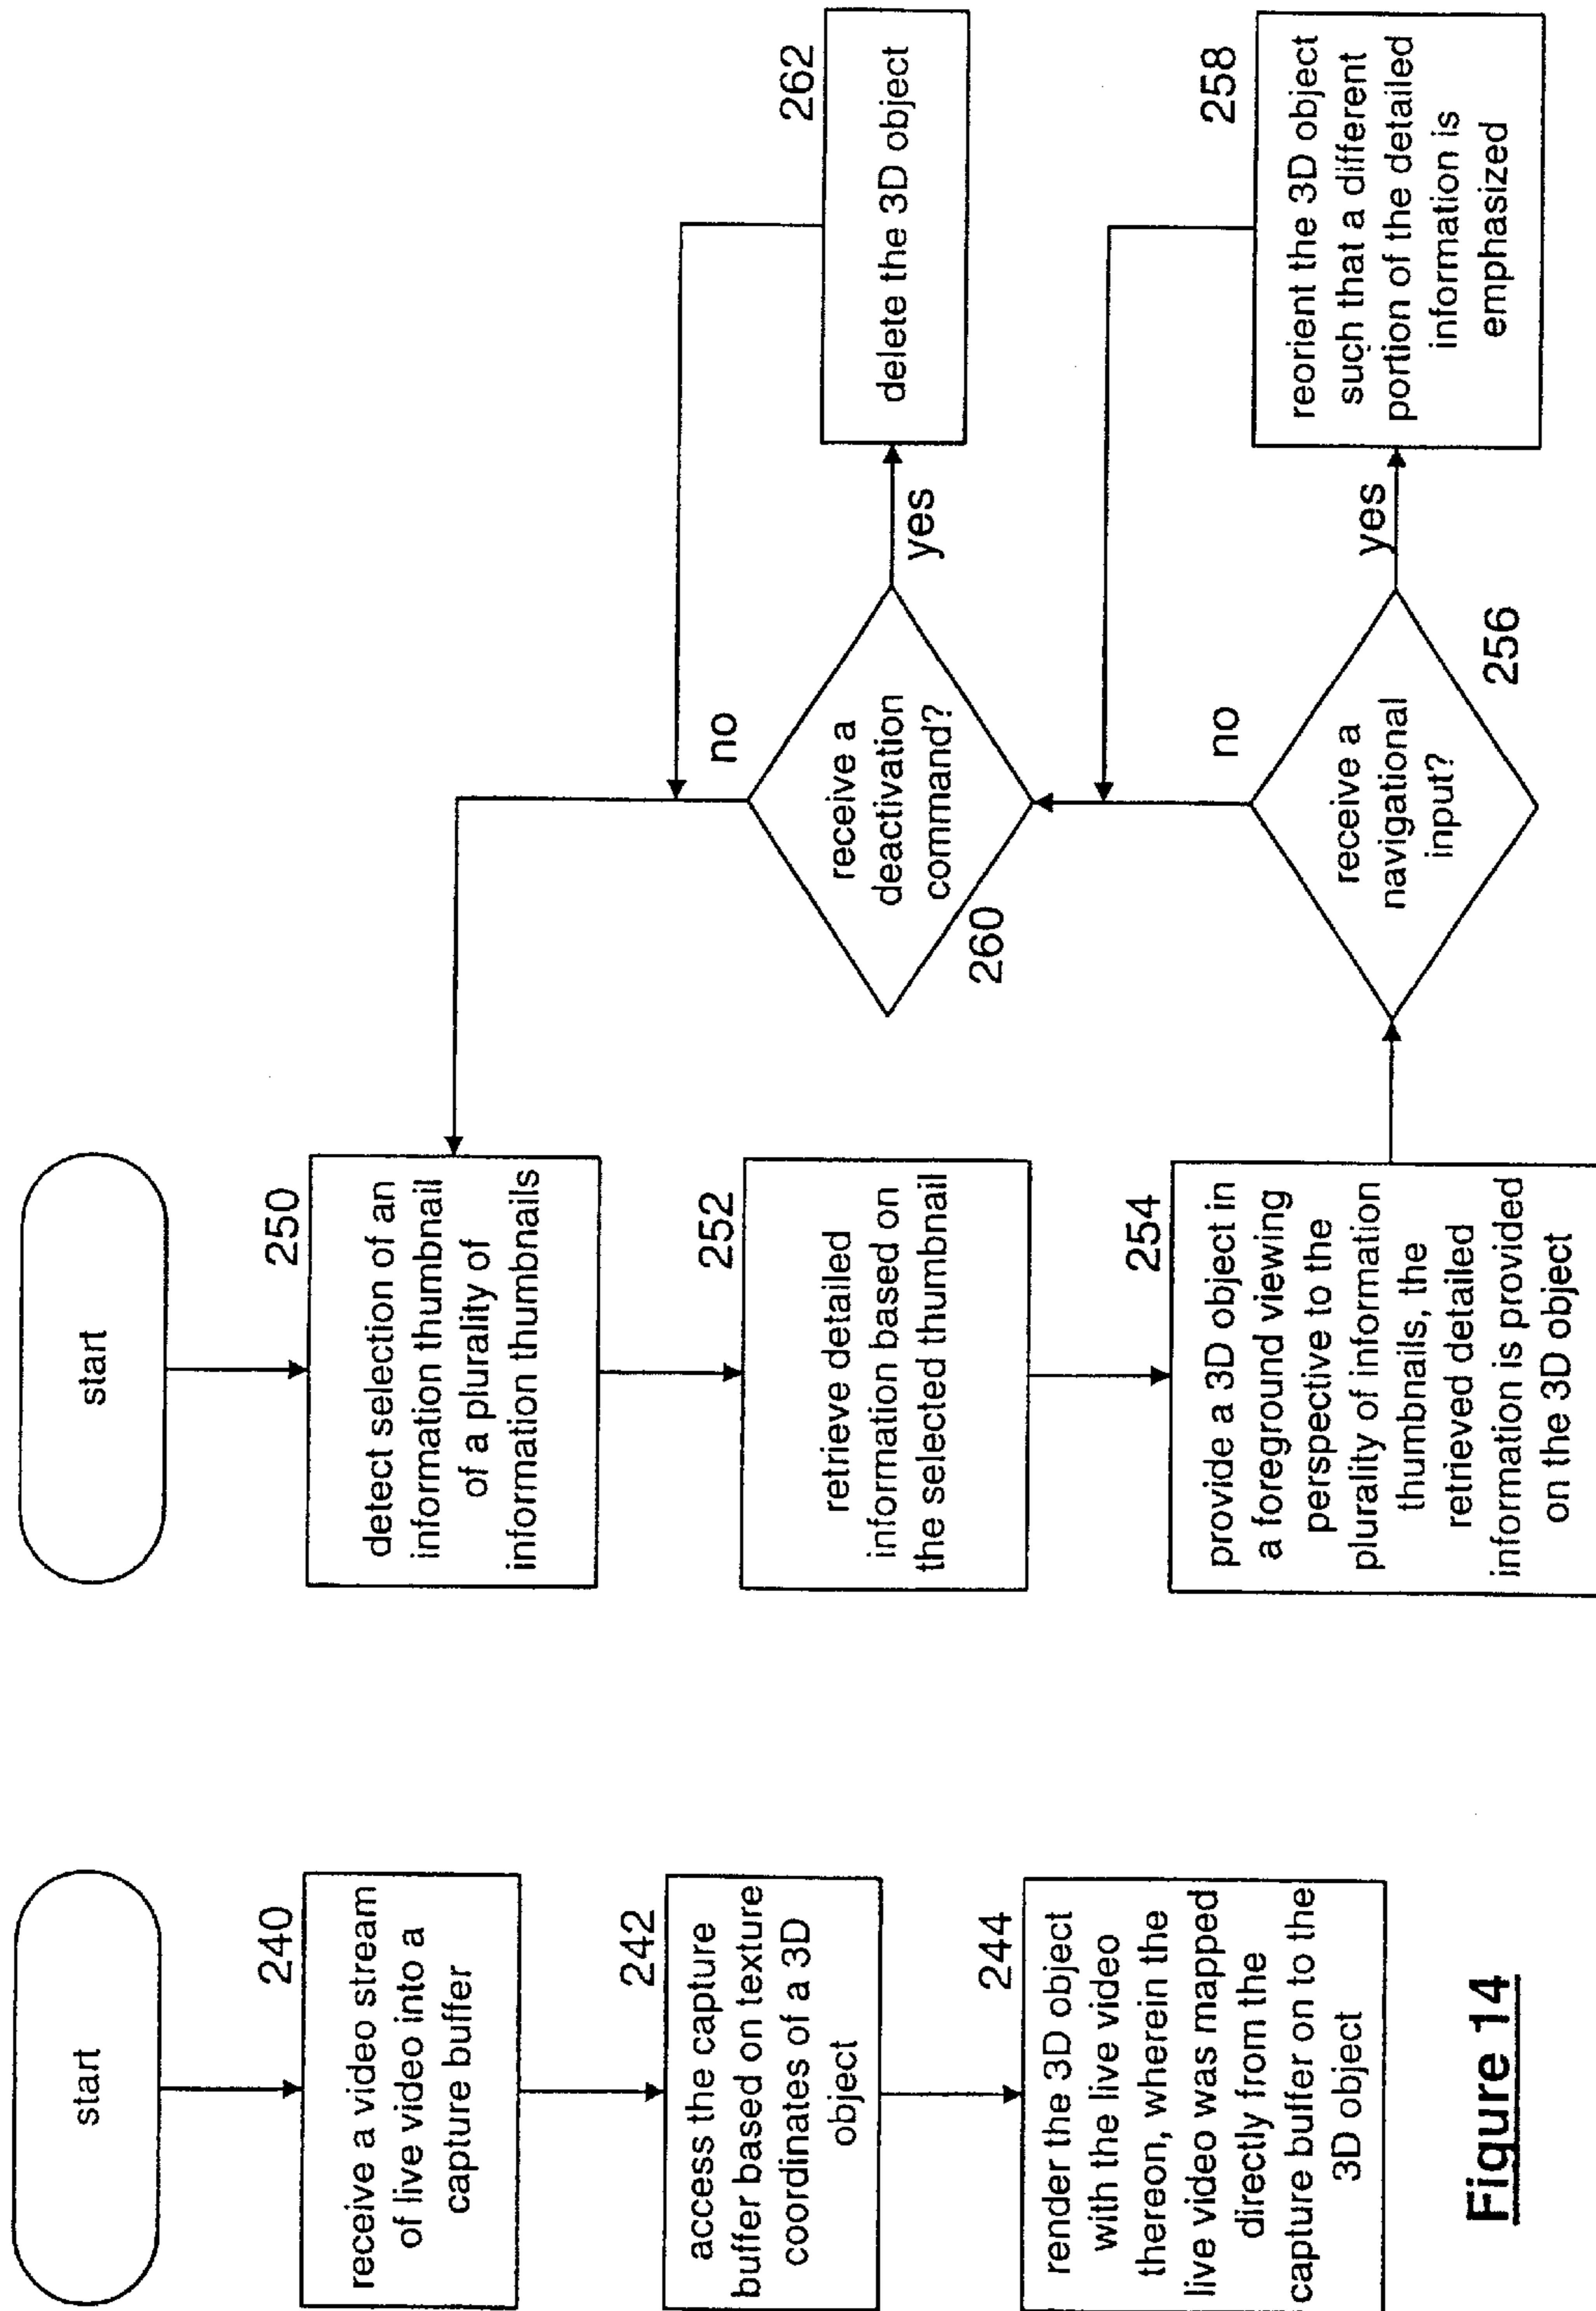 start
240
receive a video stream
of live video into a
capture buffer
242
access the capture
buffer based on texture
coordinates of a 3D
object
244
render the 3D object
with the live video
thereon, wherein the
live video was mapped
directly from the
capture buffer on to the
3D object
Figure 14
start
250
detect selection of an
information thumbnail
of a plurality of
information thumbnails
252
retrieve detailed
information based on
the selected thumbnail
254
provide a 3D object in
a foreground viewing
perspective to the
plurality of information
thumbnails, the
retrieved detailed
information is provided
on the 3D object
receive a
navigational
input?
256
yes
no
258
reorient the 3D object
such that a different
portion of the detailed
information is
emphasized
receive a
deactivation
command?
260
yes
no
262
delete the 3D object